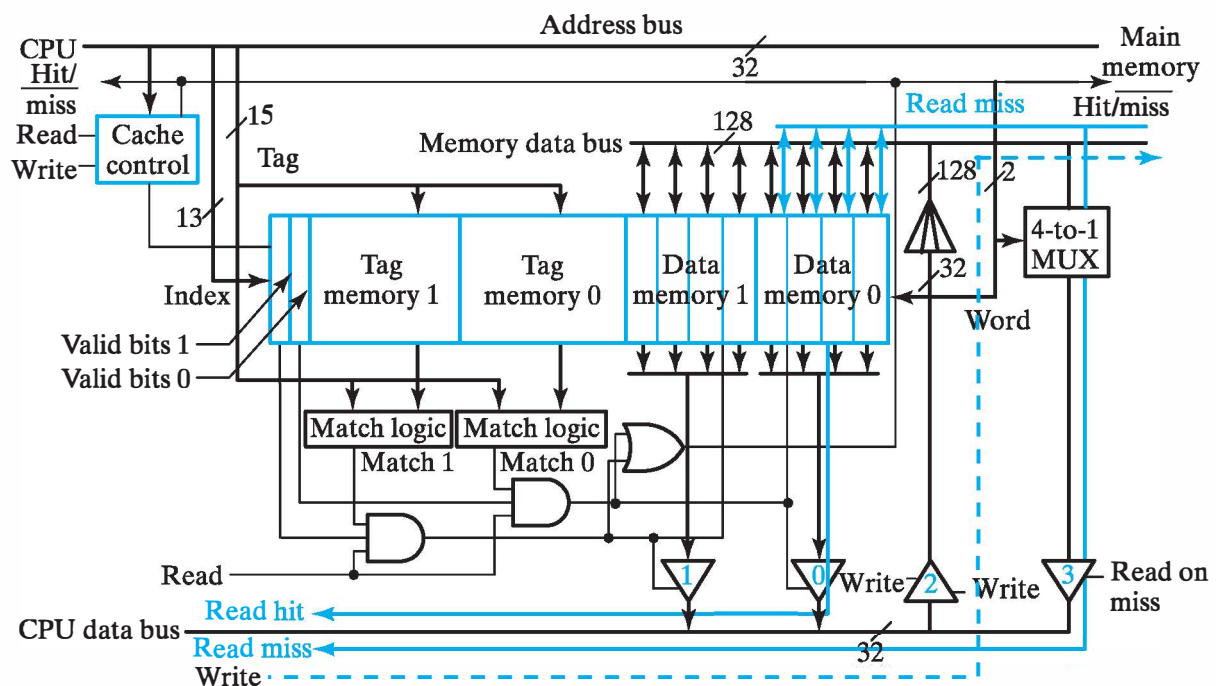 Address bus
CPU
32
Main
memory
Hit/
miss
Hit/miss
Read miss
Read
Write
Cache
control
15
Tag
128
Memory data bus
13
128
2
4-to-1
MUX
Tag
memory 1
Tag
memory 0
Data
memory 1
Data
memory 0
32
Index
Word
Valid bits 1
Valid bits 0
Match logic
Match logic
Match 1
Match 0
Read
1
0
Write
2
Write
3
Read on
miss
Read hit
CPU data bus
Read miss
32
Write